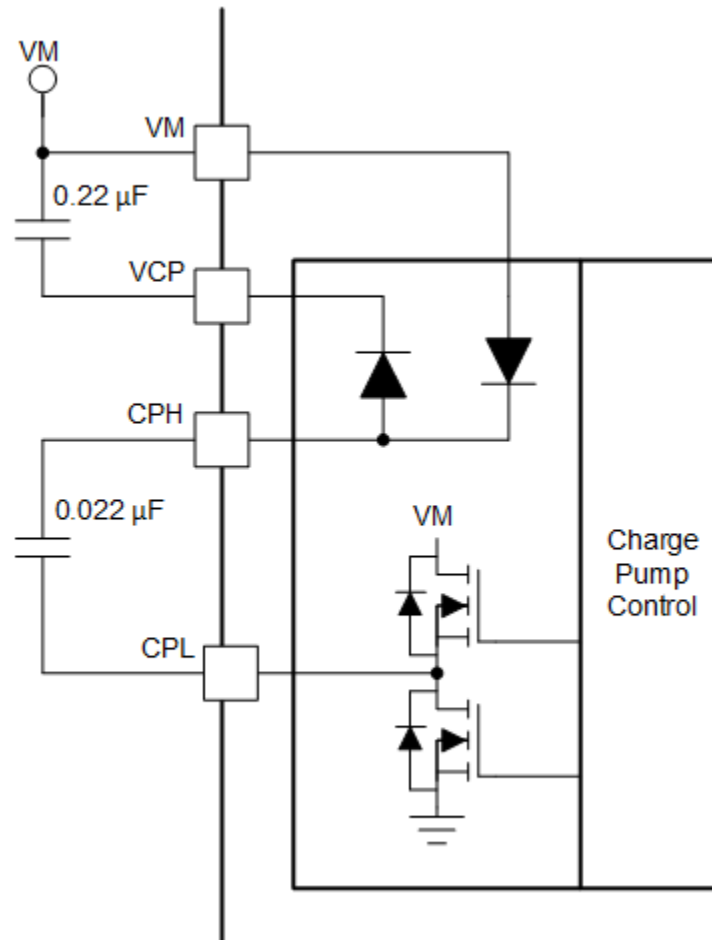 VM
VM
0.22 µF
VCP
CPH
0.022 µF
VM
Charge
Pump
Control
CPL